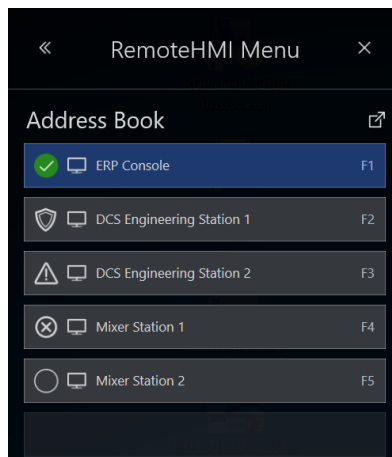 RemoteHMI Menu
Address Book
ERP Console F1
DCS Engineering Station 1 F2
DCS Engineering Station 2 F3
Mixer Station 1 F4
Mixer Station 2 F5